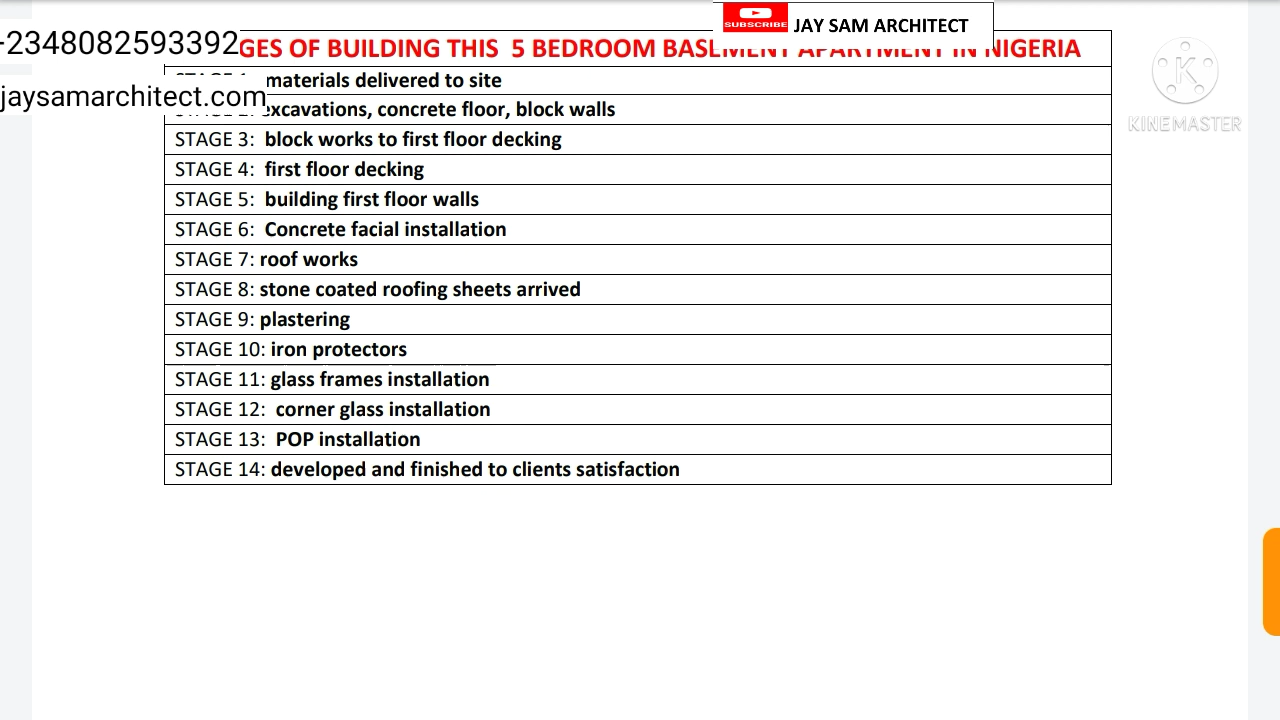 SUBSCRIBE JAY SAM ARCHITECT
-2348082593392
GES OF BUILDING THIS 5 BEDROOM BASEMENT APARTMENT IN NIGERIA
KINEMASTER
materials delivered to site
jaysamarchitect.com
excavations, concrete floor, block walls
STAGE 3: block works to first floor decking
STAGE 4: first floor decking
STAGE 5: building first floor walls
STAGE 6: Concrete facial installation
STAGE 7: roof works
STAGE 8: stone coated roofing sheets arrived
STAGE 9: plastering
STAGE 10: iron protectors
STAGE 11: glass frames installation
STAGE 12: corner glass installation
STAGE 13: POP installation
STAGE 14: developed and finished to clients satisfaction